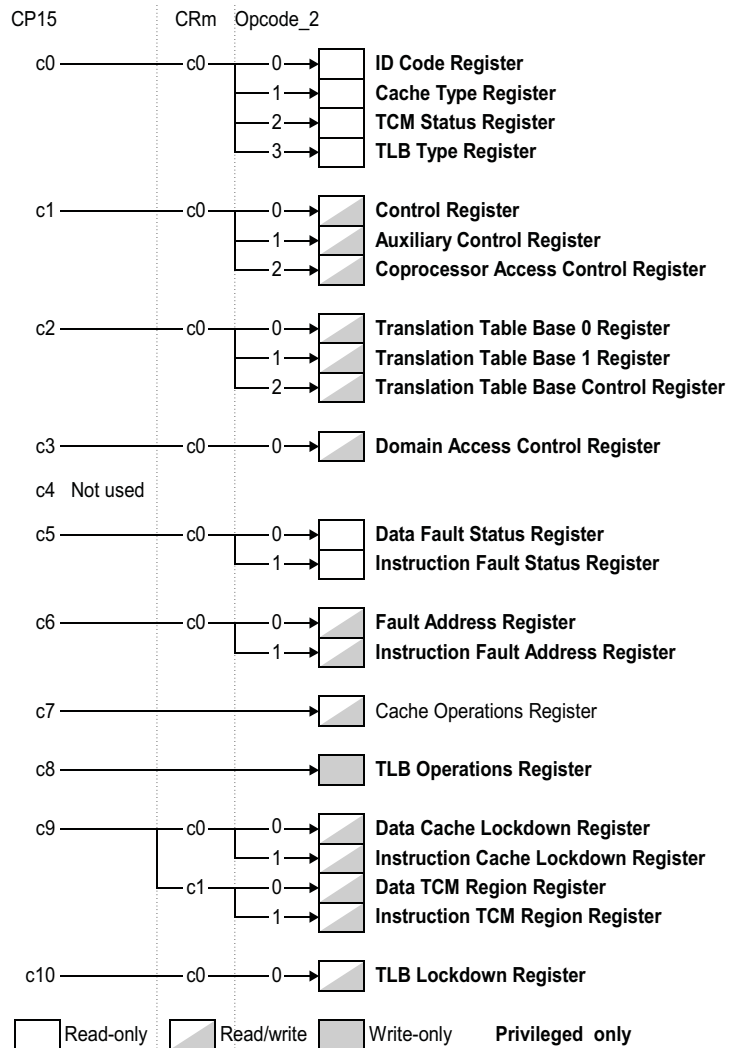 CP15 CRm Opcode_2
c0 c0 0 ID Code Register
1 Cache Type Register
2 TCM Status Register
3 TLB Type Register
c1 c0 0 Control Register
1 Auxiliary Control Register
2 Coprocessor Access Control Register
c2 c0 0 Translation Table Base 0 Register
1 Translation Table Base 1 Register
2 Translation Table Base Control Register
c3 c0 0 Domain Access Control Register
c4 Not used
c5 c0 0 Data Fault Status Register
1 Instruction Fault Status Register
c6 c0 0 Fault Address Register
1 Instruction Fault Address Register
c7 Cache Operations Register
c8 TLB Operations Register
c9 c0 0 Data Cache Lockdown Register
1 Instruction Cache Lockdown Register
c1 0 Data TCM Region Register
1 Instruction TCM Region Register
c10 c0 0 TLB Lockdown Register
Read-only Read/write Write-only Privileged only